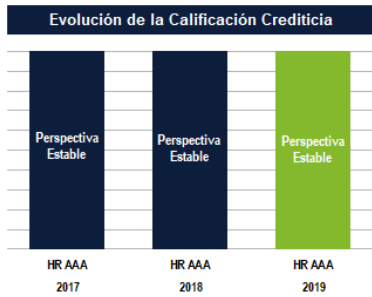 Evolución de la Calificación Crediticia
Perspectiva
Estable
Perspectiva
Estable
Perspectiva
Estable
HR AAA
HR AAA
HR AAA
2017
2018
2019